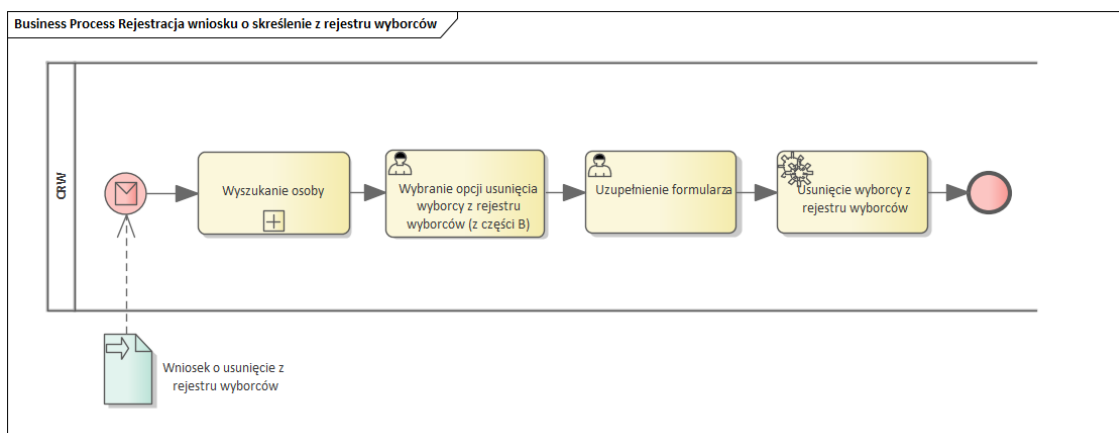 Business Process Rejestracja wniosku o skreślenie z rejestru wyborców
CRW
Wyszukanie osoby
Wybranie opcji usunięcia
wyborcy z rejestru
wyborców (z części B)
Uzupełnienie formularza
Usunięcie wyborcy z
rejestru wyborców
Wniosek o usunięcie z
rejestru wyborców